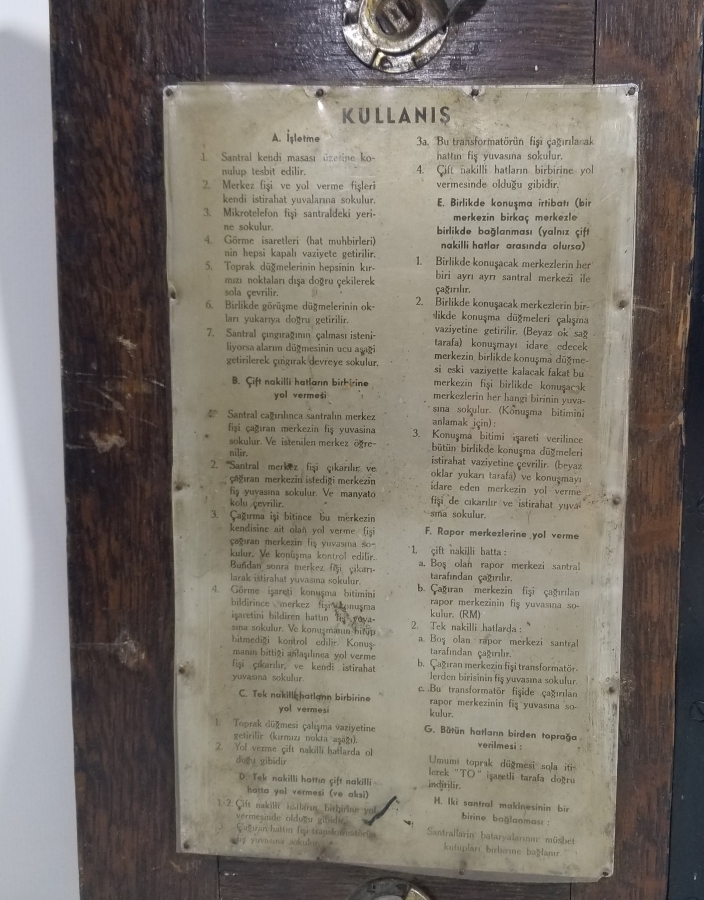 KULLANIŞ
A. İşletme
1. Santral kendi masası üzerine ko-
nulup tesbit edilir.
2. Merkez fişi ve yol verme fişleri
kendi istirahat yuvalarına sokulur.
3. Mikrotelefon fişi santraldeki yeri-
ne sokulur.
4. Görme isaretleri (hat muhbirleri)
nin hepsi kapalı vaziyete getirilir.
5. Toprak düğmelerinin hepsinin kır-
mızı noktaları dışa doğru çekilerek
sola çevrilir.
6. Birlikde görüşme düğmelerinin ok-
ları yukarıya doğru getirilir.
7. Santral çıngırağının çalması isteni-
liyorsa alarm düğmesinin ucu aşaği
getirilerek çıngırak devreye sokulur.
B. Çift nakilli hatların birbirine
yol vermesi
Santral cağırılınca santralın merkez
fişi çağıran merkezin fiş yuvasına
sokulur. Ve istenilen merkez öğre-
nilir.
2. Santral merkez fişi çıkarılır ve
çağıran merkezin istediği merkezin
fiş yuvasına sokulur. Ve manyato
kolu çevrilir.
3. Çağırma işi bitince bu merkezin
kendisine ait olan yol verme fişi
çağıran merkezin fiş yuvasına so-
kulur. Ve konuşma kontrol edilir.
Bundan sonra merkez fişi çıkarı-
larak istirahat yuvasına sokulur.
4. Görme işareti konuşma bitimini
bildirince merkez fişi konuşma
işaretini bildiren hattın fiş yuva-
sına sokulur. Ve konuşmanın bitip
bitmediği kontrol edilir. Konuş-
manın bittiği anlaşılınca yol verme
fişi çıkarılır, ve kendi istirahat
yuvasına sokulur.
C. Tek nakilli hatların birbirine
yol vermesi
1. Toprak düğmesi çalışma vaziyetine
getirilir (kırmızı nokta aşağı).
2. Yol verme çift nakilli hatlarda ol
duğu gibidir
D. Tek nakilli hattın çift nakilli
hatta yol vermesi (ve aksi)
1-2 Çift nakilli hatların birbirine yol
vermesinde olduğu gibidir.
Çağıran hattın fişi transformatörün
fiş yuvasına sokulur
3a. Bu transformatörün fişi çağırılacak
hattın fiş yuvasına sokulur.
4. Çift nakilli hatların birbirine yol
vermesinde olduğu gibidir.
E. Birlikde konuşma irtibatı (bir
merkezin birkaç merkezle
birlikde bağlanması (yalnız çift
nakilli hatlar arasında olursa)
1. Birlikde konuşacak merkezlerin her
biri ayrı ayrı santral merkezi ile
çağırılır.
2. Birlikde konuşacak merkezlerin bir-
likde konuşma düğmeleri çalışma
vaziyetine getirilir. (Beyaz ok sağ
tarafa) konuşmayı idare edecek
merkezin birlikde konuşma düğme-
si eski vaziyette kalacak fakat bu
merkezin fişi birlikde konuşacak
merkezlerin her hangi birinin yuva-
sına sokulur. (Konuşma bitimini
anlamak için) :
3. Konuşma bitimi işareti verilince
bütün birlikde konuşma düğmeleri
istirahat vaziyetine çevrilir. (beyaz
oklar yukarı tarafa) ve konuşmayı
idare eden merkezin yol verme
fişi de çıkarılır ve istirahat yuva-
sına sokulur.
F. Rapor merkezlerine yol verme
1. çift nakilli hatta :
a. Boş olan rapor merkezi santral
tarafından çağırılır.
b. Çağıran merkezin fişi çağırılan
rapor merkezinin fiş yuvasına so-
kulur. (RM)
2. Tek nakilli hatlarda :
a. Boş olan rapor merkezi santral
tarafından çağırılır.
b. Çağıran merkezin fişi transformatör-
lerden birisinin fiş yuvasına sokulur.
c. Bu transformatör fişide çağırılan
rapor merkezinin fiş yuvasına so-
kulur.
G. Bütün hatların birden toprağa
verilmesi :
Umumi toprak düğmesi sola iti-
lerek "TO" işaretli tarafa doğru
indirilir.
H. Iki santral makinesinin bir
birine bağlanması :
Santralların bataryalarının müsbet
kutupları birbirine bağlanır.